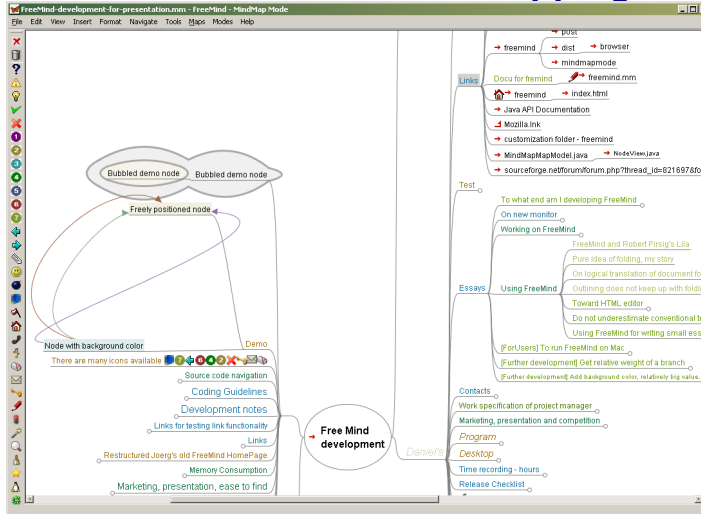 FreeMind-development-for-presentation.mm - FreeMind - MindMap Mode
File Edit View Insert Format Navigate Tools Maps Modes Help
post
freemind dist browser
mindmapmode
Links Docu for fremind freemind.mm
freemind index.html
Java API Documentation
Mozilla.lnk
customization folder - freemind
MindMapMapModel.java NodeView.java
sourceforge.net/forum/forum.php?thread_id=821697&fo
Bubbled demo node Bubbled demo node
Freely positioned node
Node with background color
Demo
There are many icons available
Source code navigation
Coding Guidelines
Development notes
Links for testing link functionality
Links
Restructured Joerg's old FreeMind HomePage
Memory Consumption
Marketing, presentation, ease to find
Free Mind
development
Daniel's
Test
Essays
To what end am I developing FreeMind
On new monitor
Working on FreeMind
Using FreeMind
FreeMind and Robert Pirsig's Lila
Pure idea of folding, my story
On logical translation of document fo
Outlining does not keep up with foldi
Toward HTML editor
Do not underestimate conventional t
Using FreeMind for writing small ess
[ForUsers] To run FreeMind on Mac
[Further development] Get relative weight of a branch
[Further development] Add background color, relatively big value.
Contacts
Work specification of project manager
Marketing, presentation and competition
Program
Desktop
Time recording - hours
Release Checklist